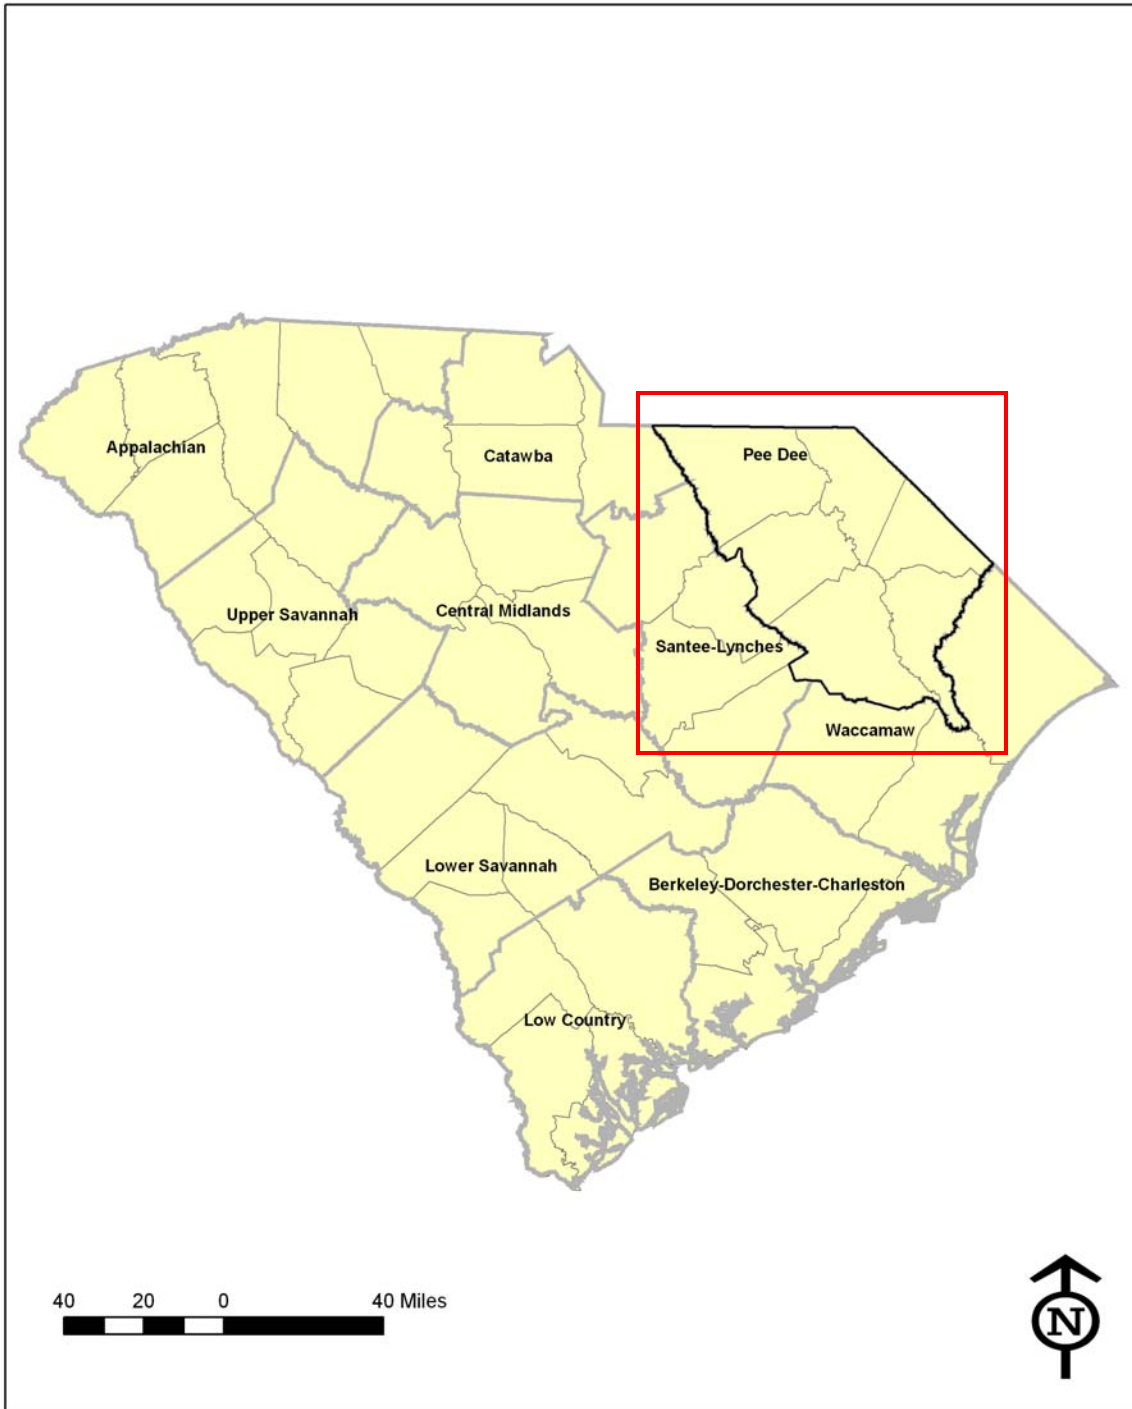 Pee Dee
Appalachian
Catawba
Upper Savannah
Central Midlands
Santee-Lynches
Waccamaw
Lower Savannah
Berkeley-Dorchester-Charleston
Low Country
40 20 0 40 Miles
N